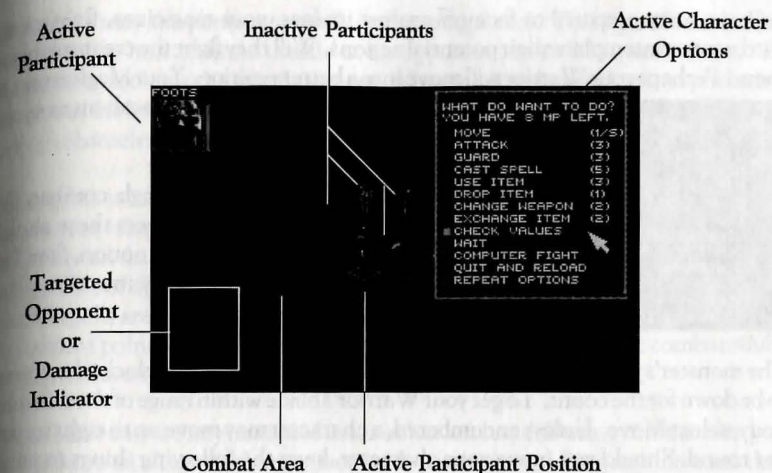 Active
Participant
Inactive Participants
Active Character
Options
FOOTS
WHAT DO WANT TO DO?
YOU HAVE 8 MP LEFT.
MOVE (1/S)
ATTACK (3)
GUARD (3)
CAST SPELL (5)
USE ITEM (3)
DROP ITEM (1)
CHANGE WEAPON (2)
EXCHANGE ITEM (2)
CHECK VALUES
WAIT
COMPUTER FIGHT
QUIT AND RELOAD
REPEAT OPTIONS
Targeted
Opponent
or
Damage
Indicator
Combat Area
Active Participant Position